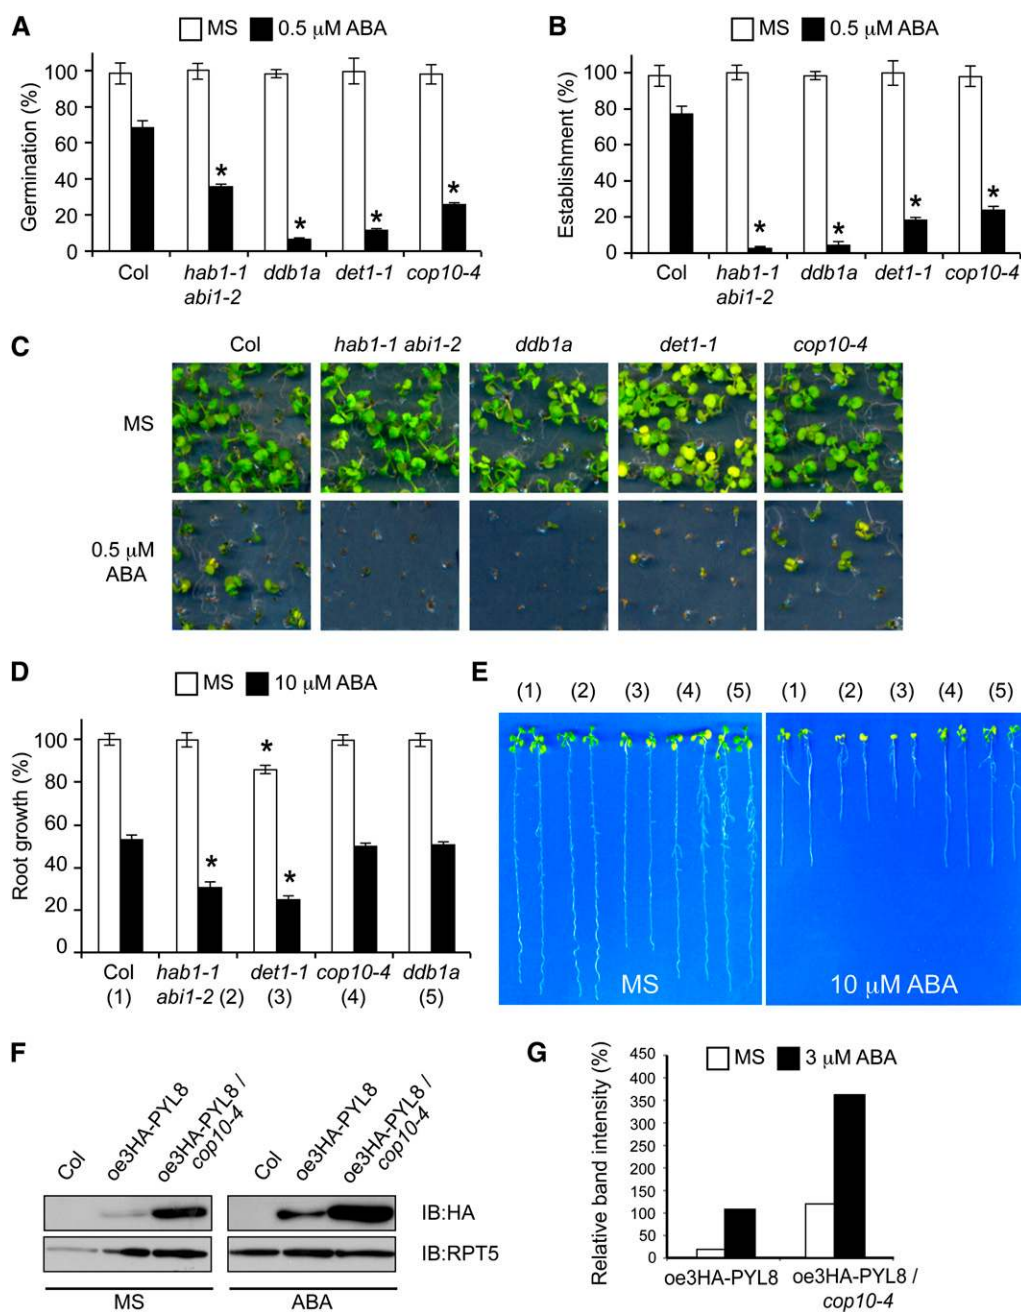 A
MS 0.5 μM ABA
Germination (%)
100
80
60
40
20
0
* * * *
Col hab1-1 abi1-2 ddb1a det1-1 cop10-4
B
MS 0.5 μM ABA
Establishment (%)
100
80
60
40
20
0
* * * *
Col hab1-1 abi1-2 ddb1a det1-1 cop10-4
C
Col hab1-1 abi1-2 ddb1a det1-1 cop10-4
MS
0.5 μM
ABA
D
MS 10 μM ABA
Root growth (%)
100
80
60
40
20
0
* * *
Col hab1-1 det1-1 cop10-4 ddb1a
(1) abi1-2 (2) (3) (4) (5)
E
(1) (2) (3) (4) (5) (1) (2) (3) (4) (5)
MS 10 μM ABA
F
Col oe3HA-PYL8 oe3HA-PYL8 / cop10-4 Col oe3HA-PYL8 oe3HA-PYL8 / cop10-4
IB:HA
IB:RPT5
MS ABA
G
MS 3 μM ABA
Relative band intensity (%)
450
400
350
300
250
200
150
100
50
0
oe3HA-PYL8 oe3HA-PYL8 /
cop10-4